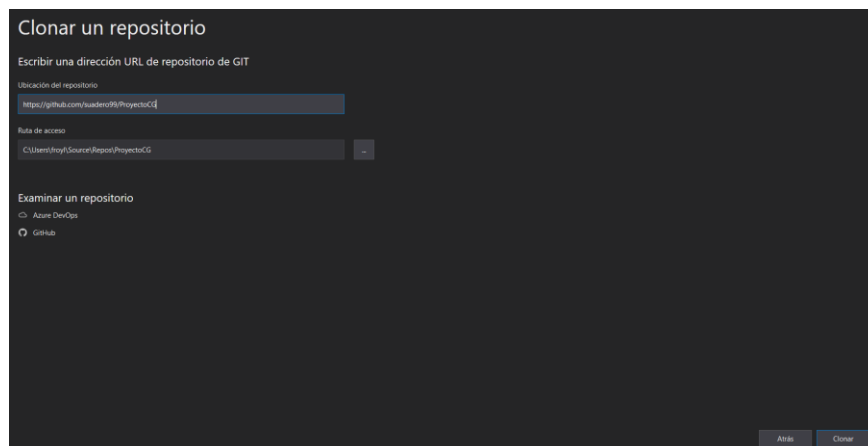 Clonar un repositorio
Escribir una dirección URL de repositorio de GIT
Ubicación del repositorio
https://github.com/suadero99/ProyectoCG
Ruta de acceso
C:\Users\froyl\Source\Repos\ProyectoCG
...
Examinar un repositorio
Azure DevOps
GitHub
Atrás
Clonar